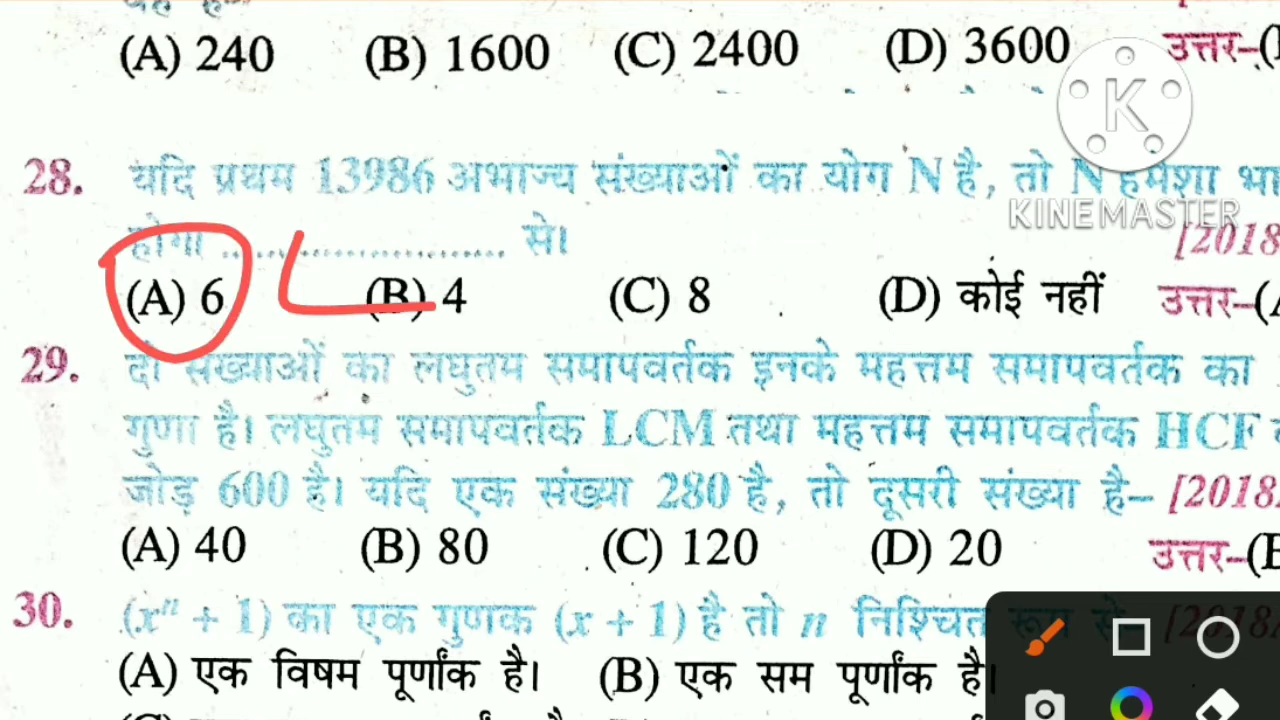 यह है–
(A) 240 (B) 1600 (C) 2400 (D) 3600 उत्तर–
K
28. यदि प्रथम 13986 अभाज्य संख्याओं का योग N है, तो N हमेशा भा
KINEMASTER
होगा ........................ से। [2018
(A) 6 (B) 4 (C) 8 (D) कोई नहीं उत्तर–(A
29. दो संख्याओं का लघुतम समापवर्तक इनके महत्तम समापवर्तक का
गुणा है। लघुतम समापवर्तक LCM तथा महत्तम समापवर्तक HCF
जोड़ 600 है। यदि एक संख्या 280 है, तो दूसरी संख्या है– [2018
(A) 40 (B) 80 (C) 120 (D) 20 उत्तर–(B
30. (xⁿ + 1) का एक गुणक (x + 1) है तो n निश्चित रूप से– [2018
(A) एक विषम पूर्णांक है। (B) एक सम पूर्णांक है।